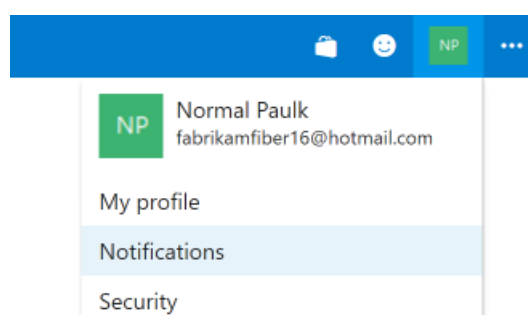 NP
NP
Normal Paulk
fabrikamfiber16@hotmail.com
My profile
Notifications
Security